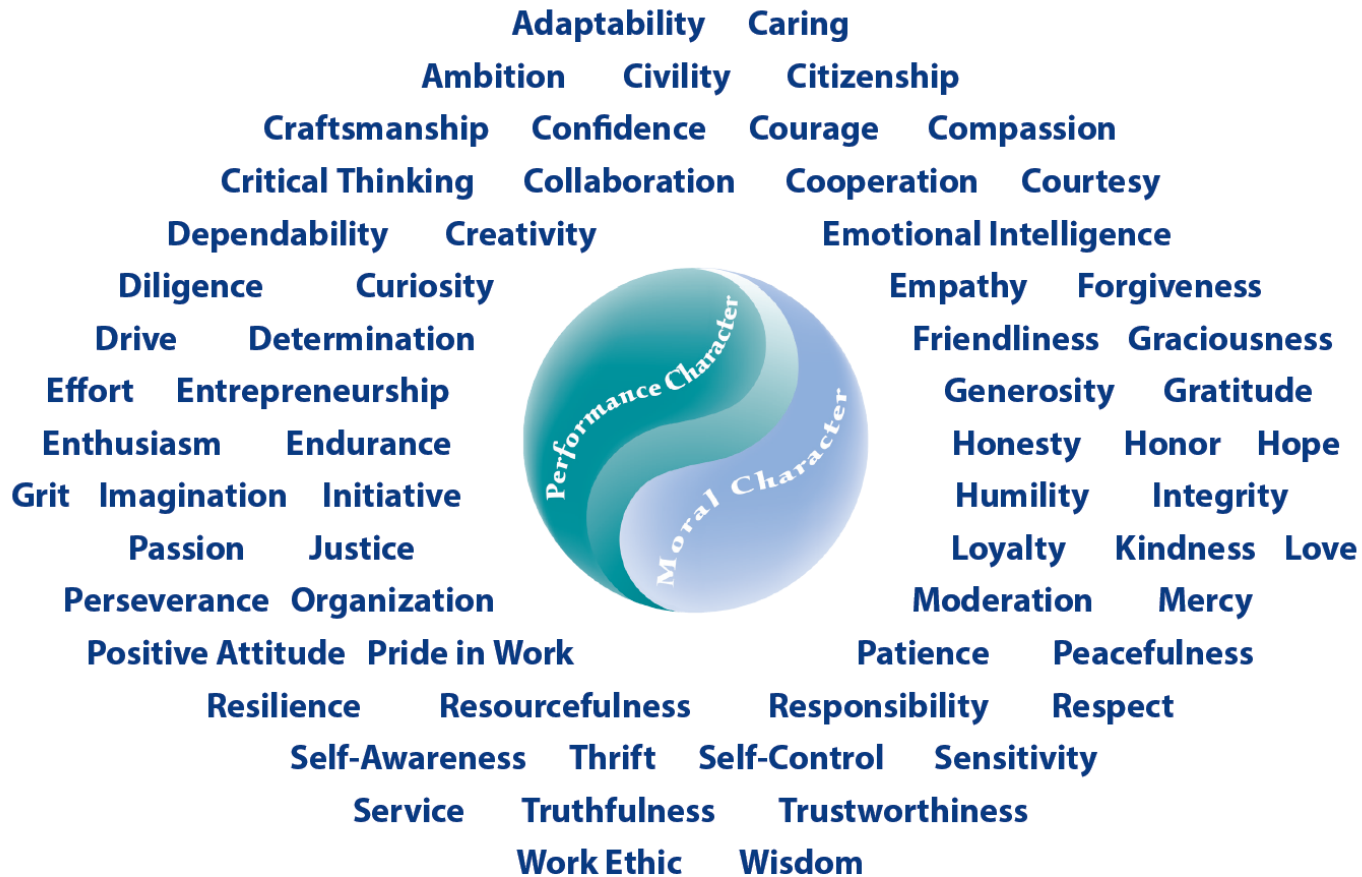 Adaptability Caring
Ambition Civility Citizenship
Craftsmanship Confidence Courage Compassion
Critical Thinking Collaboration Cooperation Courtesy
Dependability Creativity Emotional Intelligence
Diligence Curiosity Empathy Forgiveness
Drive Determination Friendliness Graciousness
Effort Entrepreneurship Generosity Gratitude
Performance Character
Enthusiasm Endurance Honesty Honor Hope
Moral Character
Grit Imagination Initiative Humility Integrity
Passion Justice Loyalty Kindness Love
Perseverance Organization Moderation Mercy
Positive Attitude Pride in Work Patience Peacefulness
Resilience Resourcefulness Responsibility Respect
Self-Awareness Thrift Self-Control Sensitivity
Service Truthfulness Trustworthiness
Work Ethic Wisdom